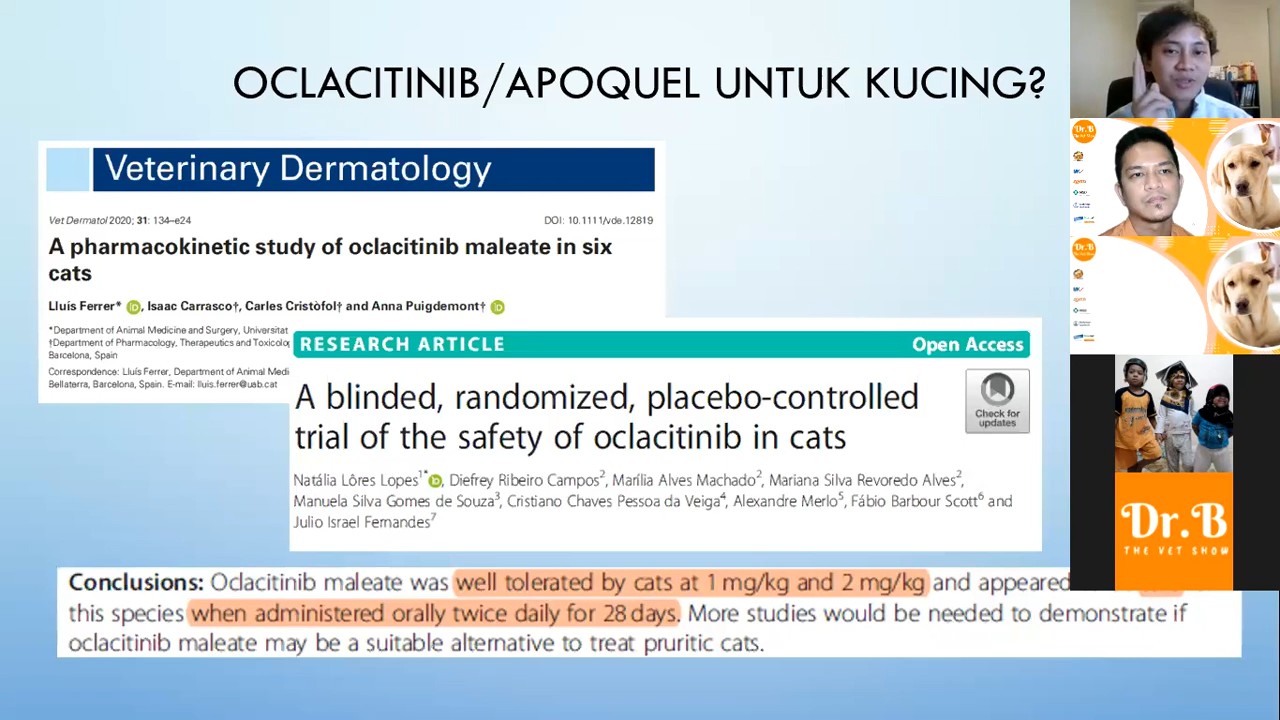 OCLACITINIB/APOQUEL UNTUK KUCING?
Veterinary Dermatology
Vet Dermatol 2020; 31: 134–e24
DOI: 10.1111/vde.12819
A pharmacokinetic study of oclacitinib maleate in six
cats
Lluís Ferrer* iD, Isaac Carrasco†, Carles Cristòfol† and Anna Puigdemont† iD
*Department of Animal Medicine and Surgery, Universitat
†Department of Pharmacology, Therapeutics and Toxicolo
Barcelona, Spain
Correspondence: Lluís Ferrer, Department of Animal Medi
Bellaterra, Barcelona, Spain. E-mail: lluis.ferrer@uab.cat
RESEARCH ARTICLE
Open Access
A blinded, randomized, placebo-controlled
trial of the safety of oclacitinib in cats
Check for
updates
Natália Lôres Lopes1* iD, Diefrey Ribeiro Campos2, Marília Alves Machado2, Mariana Silva Revoredo Alves2,
Manuela Silva Gomes de Souza3, Cristiano Chaves Pessoa da Veiga4, Alexandre Merlo5, Fábio Barbour Scott6 and
Julio Israel Fernandes7
Conclusions: Oclacitinib maleate was well tolerated by cats at 1 mg/kg and 2 mg/kg and appeared
this species when administered orally twice daily for 28 days. More studies would be needed to demonstrate if
oclacitinib maleate may be a suitable alternative to treat pruritic cats.
Dr.B
Dr.B
Dr.B
THE VET SHOW